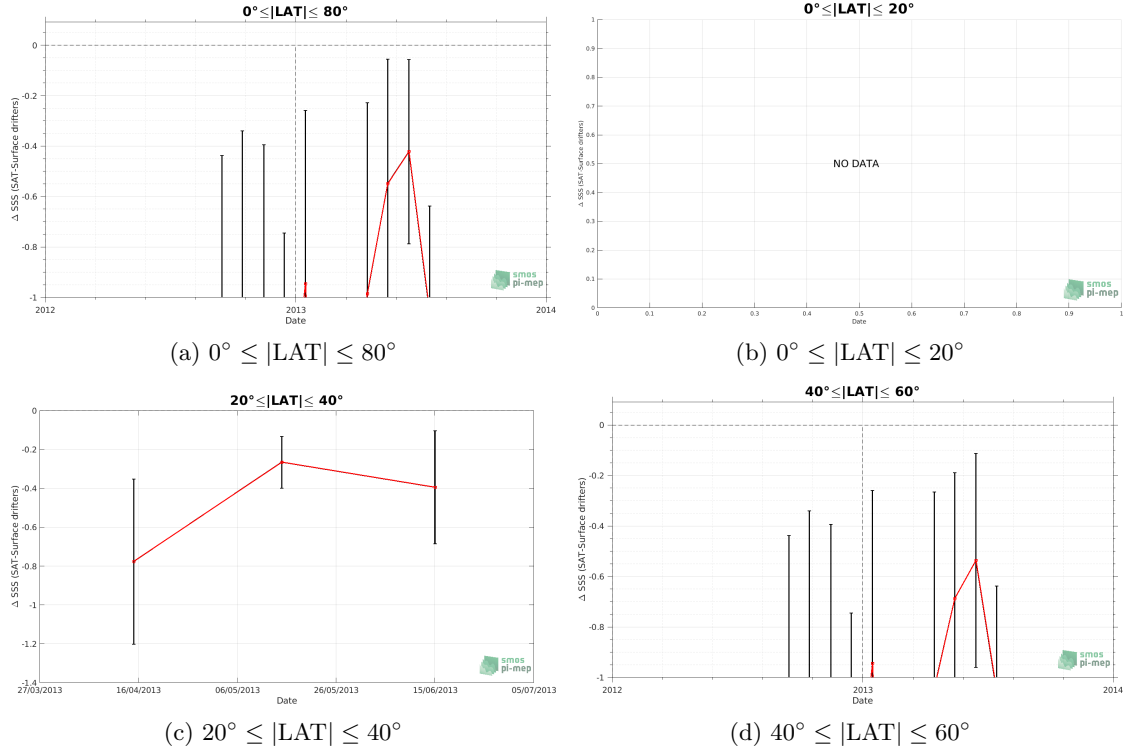 0°≤|LAT|≤ 80°
0
-0.2
-0.4
-0.6
-0.8
-1
Δ SSS (SAT-Surface drifters)
2012
2013
2014
Date
smos
pi-mep
(a) 0° ≤ |LAT| ≤ 80°
0°≤|LAT|≤ 20°
1
0.9
0.8
0.7
0.6
0.5
0.4
0.3
0.2
0.1
0
Δ SSS (SAT-Surface drifters)
NO DATA
0
0.1
0.2
0.3
0.4
0.5
0.6
0.7
0.8
0.9
1
Date
smos
pi-mep
(b) 0° ≤ |LAT| ≤ 20°
20°≤|LAT|≤ 40°
0
-0.2
-0.4
-0.6
-0.8
-1
-1.2
-1.4
Δ SSS (SAT-Surface drifters)
27/03/2013
16/04/2013
06/05/2013
26/05/2013
15/06/2013
05/07/2013
Date
smos
pi-mep
(c) 20° ≤ |LAT| ≤ 40°
40°≤|LAT|≤ 60°
0
-0.2
-0.4
-0.6
-0.8
-1
Δ SSS (SAT-Surface drifters)
2012
2013
2014
Date
smos
pi-mep
(d) 40° ≤ |LAT| ≤ 60°